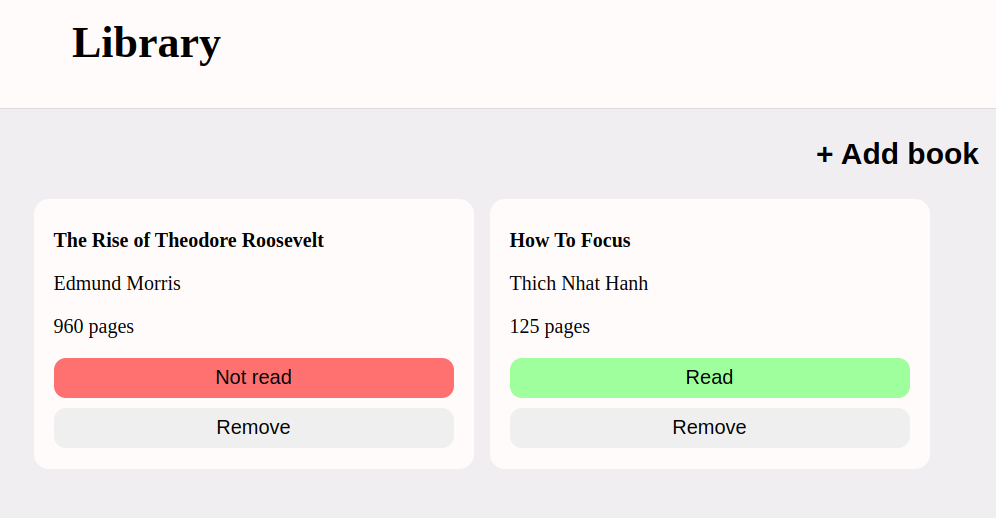 Library
+ Add book
The Rise of Theodore Roosevelt
Edmund Morris
960 pages
Not read
Remove
How To Focus
Thich Nhat Hanh
125 pages
Read
Remove